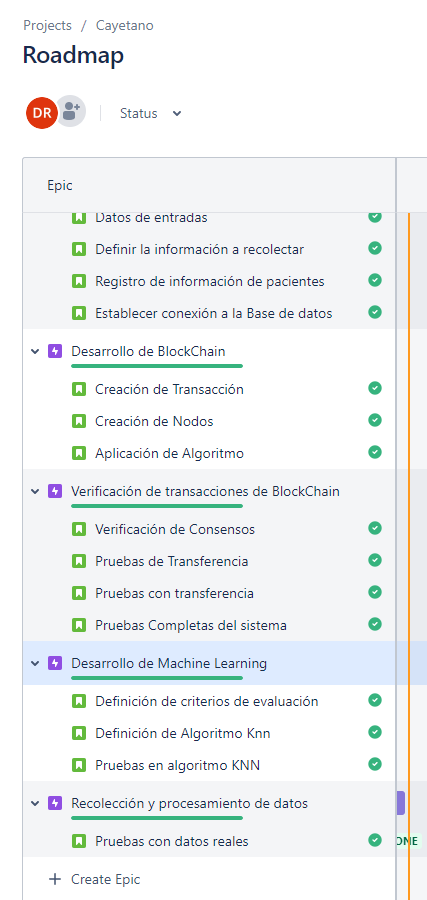 Projects / Cayetano
Roadmap
DR
Status
Epic
Datos de entradas
Definir la información a recolectar
Registro de información de pacientes
Establecer conexión a la Base de datos
Desarrollo de BlockChain
Creación de Transacción
Creación de Nodos
Aplicación de Algoritmo
Verificación de transacciones de BlockChain
Verificación de Consensos
Pruebas de Transferencia
Pruebas con transferencia
Pruebas Completas del sistema
Desarrollo de Machine Learning
Definición de criterios de evaluación
Definición de Algoritmo Knn
Pruebas en algoritmo KNN
Recolección y procesamiento de datos
Pruebas con datos reales
ONE
+ Create Epic